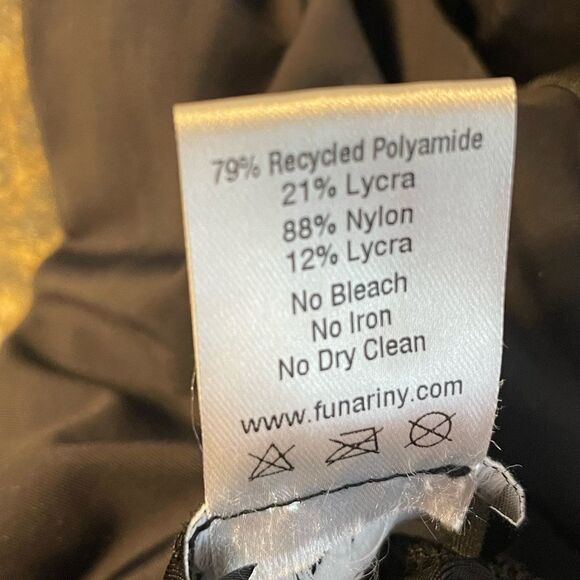 79% Recycled Polyamide
21% Lycra
88% Nylon
12% Lycra
No Bleach
No Iron
No Dry Clean
www.funariny.com